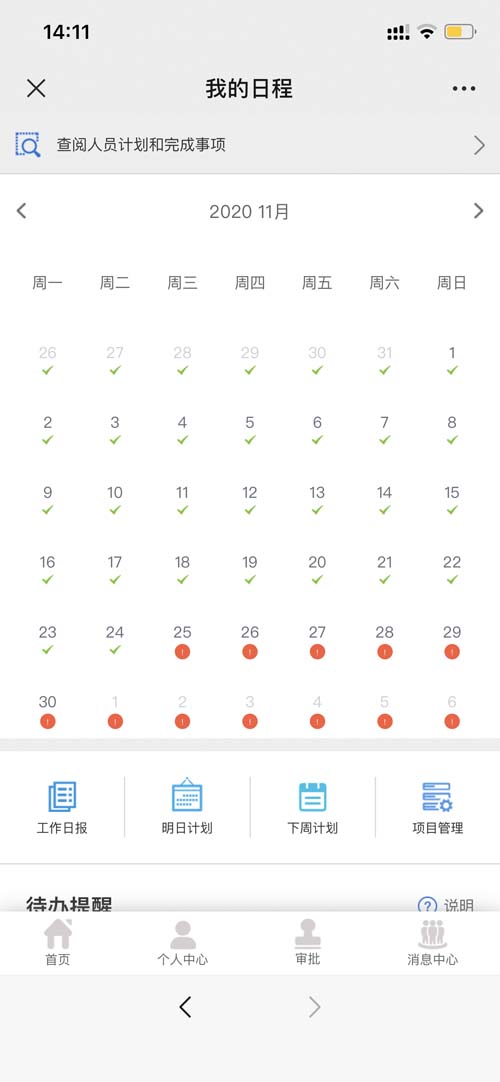 14:11
我的日程
查阅人员计划和完成事项
2020 11月
周一 周二 周三 周四 周五 周六 周日
26 27 28 29 30 31 1
2 3 4 5 6 7 8
9 10 11 12 13 14 15
16 17 18 19 20 21 22
23 24 25 26 27 28 29
30 1 2 3 4 5 6
工作日报 明日计划 下周计划 项目管理
待办提醒 ? 说明
首页 个人中心 审批 消息中心